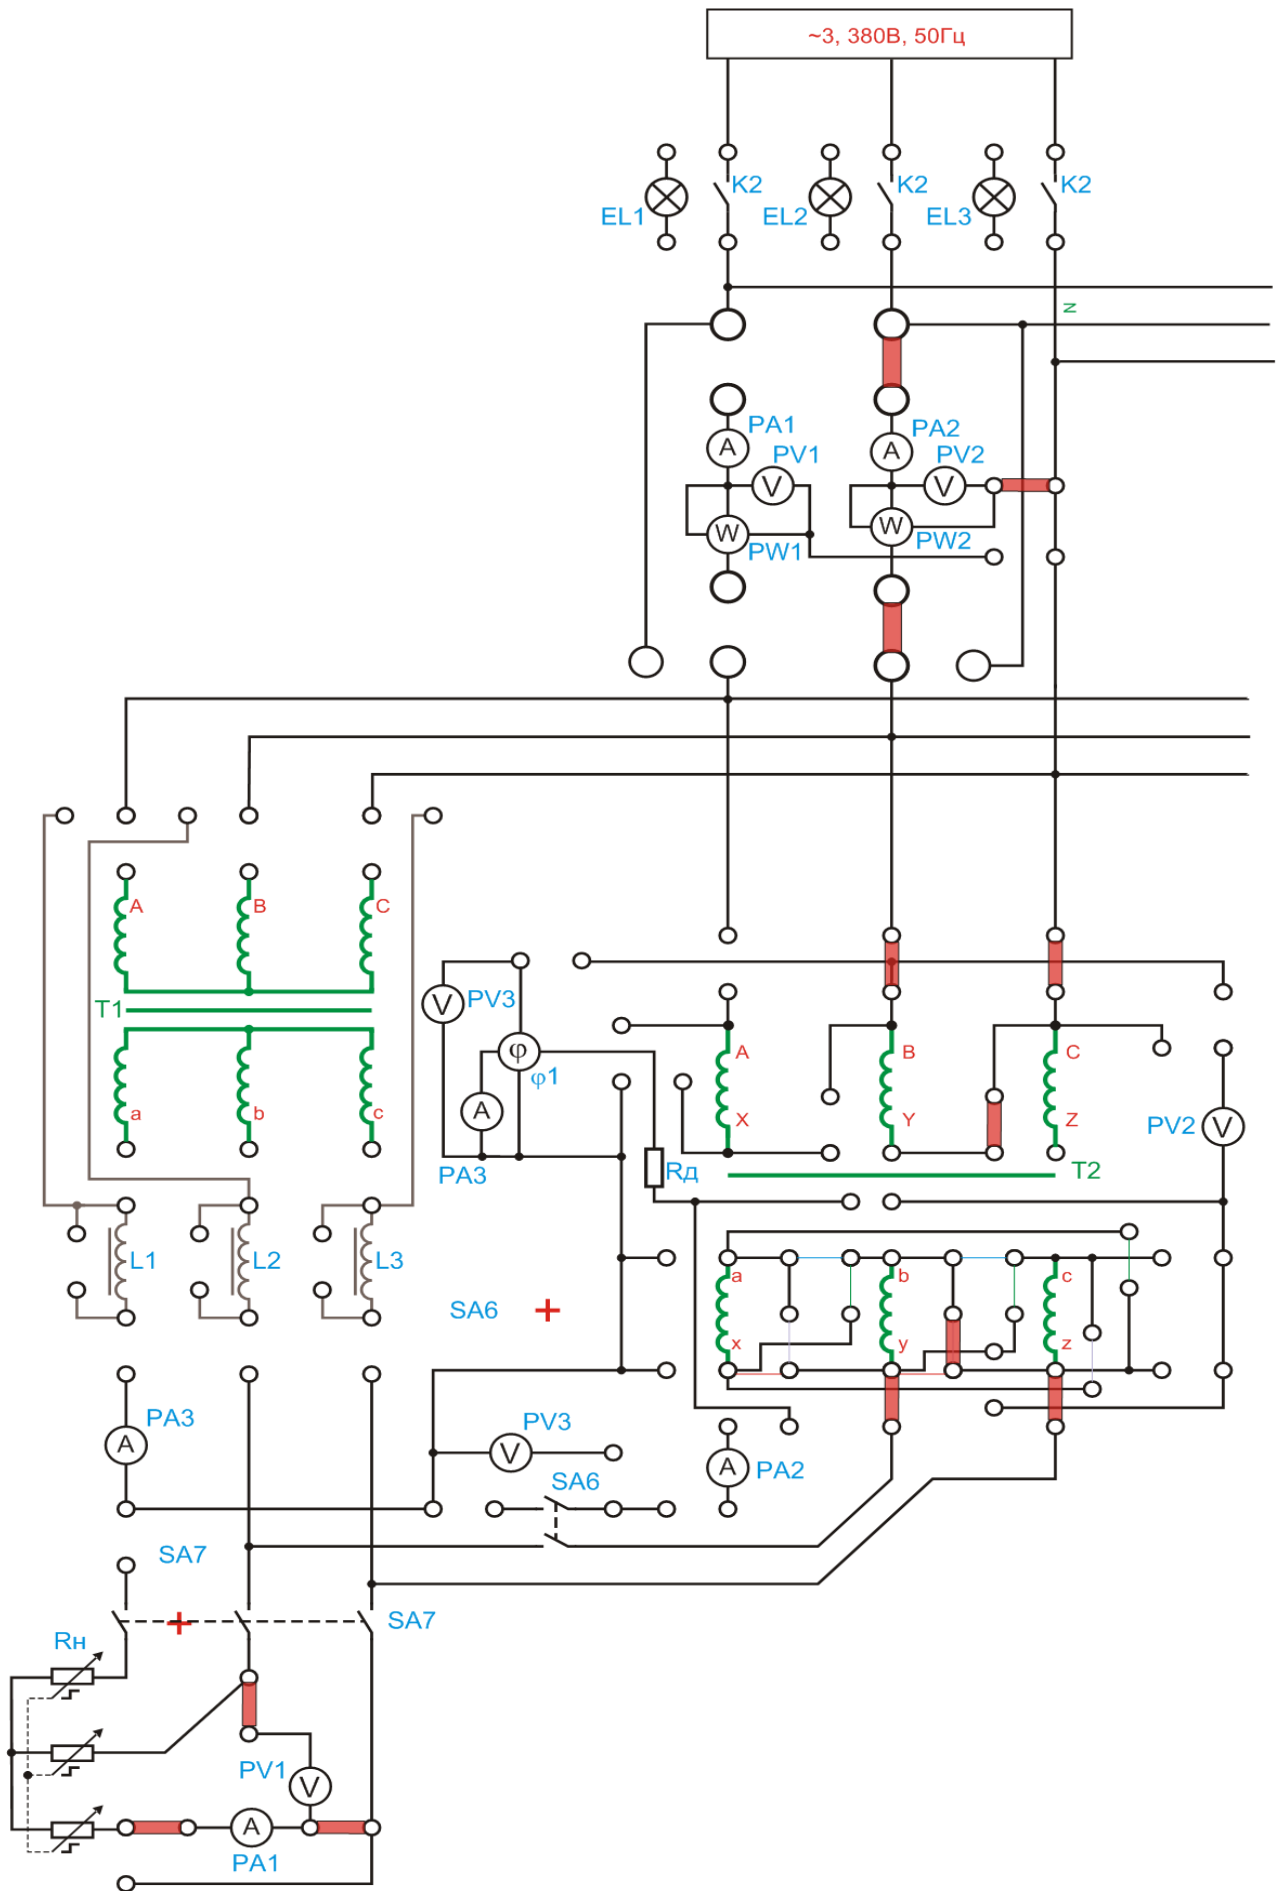 ~3, 380В, 50Гц
K2
K2
K2
EL1
EL2
EL3
z
PA1
PA2
A
A
PV1
PV2
V
V
W
W
PW1
PW2
A
B
C
T1
V
PV3
φ
φ1
A
B
C
a
b
c
A
X
Y
Z
PV2
V
PA3
Rд
T2
L1
L2
L3
a
b
c
SA6
x
y
z
PA3
A
PV3
V
SA6
A
PA2
SA7
SA7
Rн
PV1
V
A
PA1